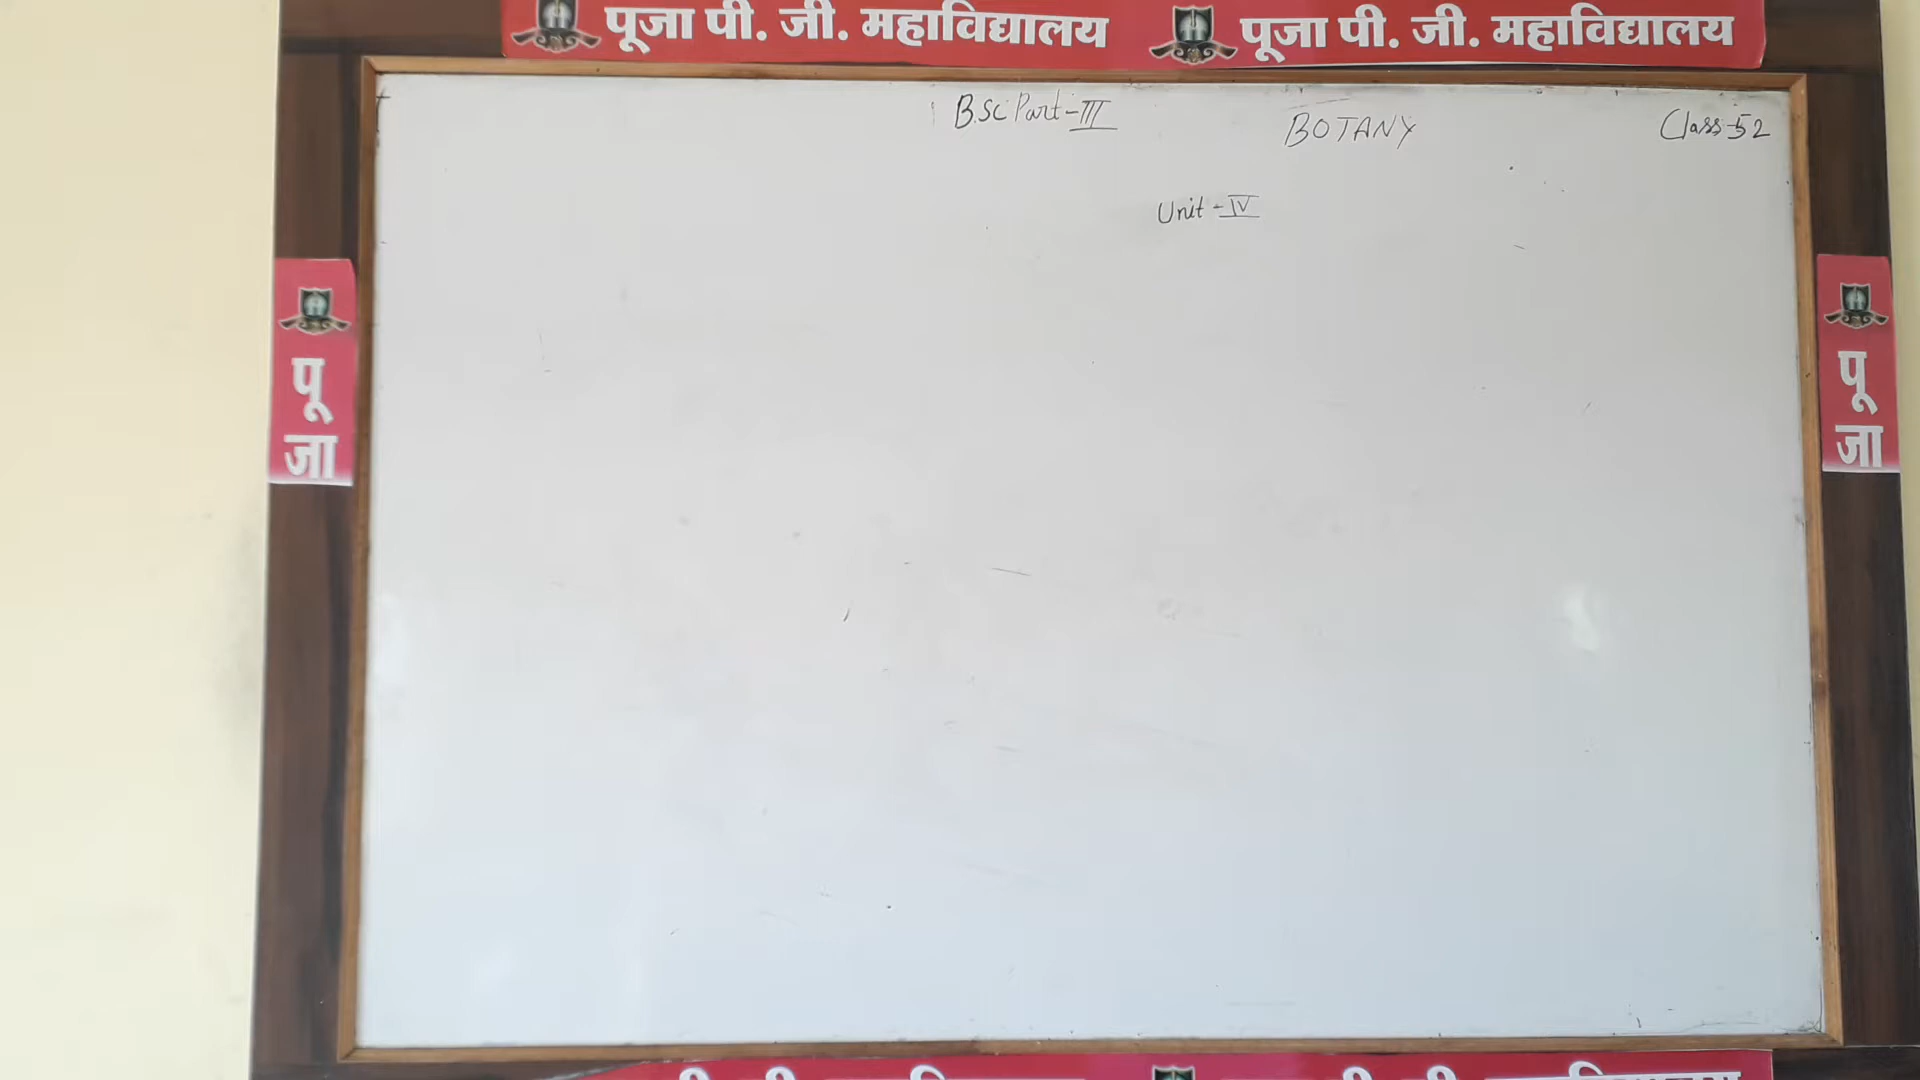 पूजा पी. जी. महाविद्यालय पूजा पी. जी. महाविद्यालय
B.Sc Part-III BOTANY Class-52
Unit-IV
पूजा
पूजा